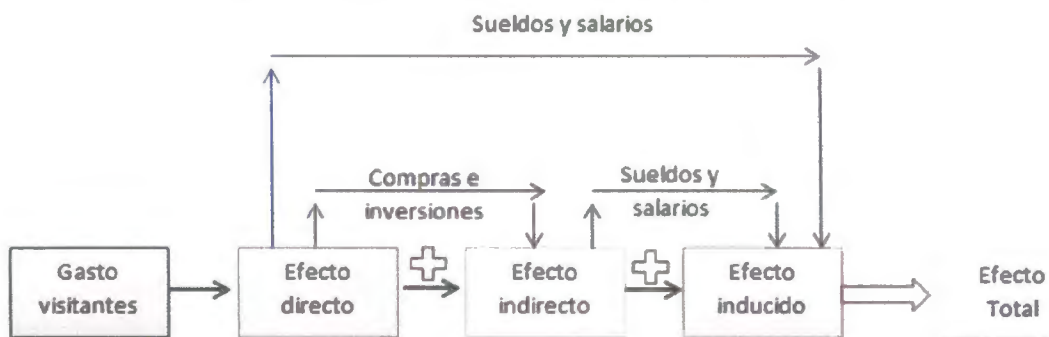 Sueldos y salarios
Compras e
inversiones
Sueldos y
salarios
Gasto
visitantes
Efecto
directo
Efecto
indirecto
Efecto
inducido
Efecto
Total